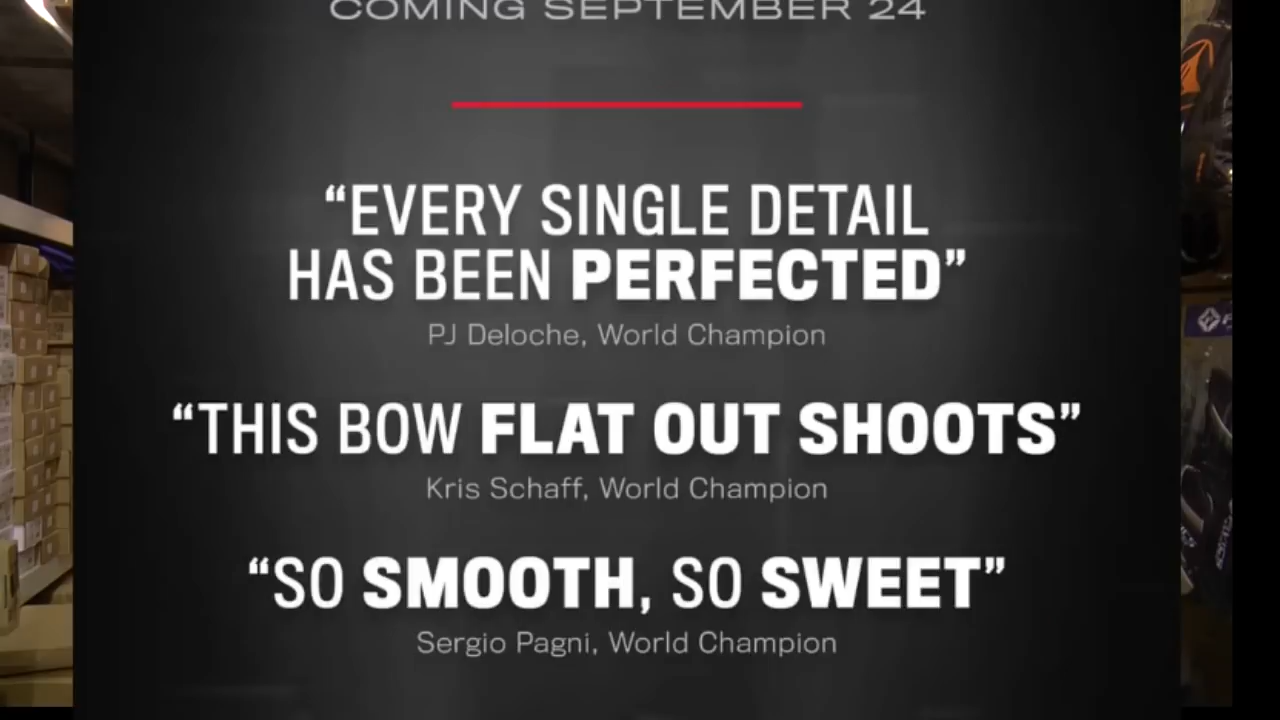 COMING SEPTEMBER 24
“EVERY SINGLE DETAIL
HAS BEEN PERFECTED”
PJ Deloche, World Champion
“THIS BOW FLAT OUT SHOOTS”
Kris Schaff, World Champion
“SO SMOOTH, SO SWEET”
Sergio Pagni, World Champion